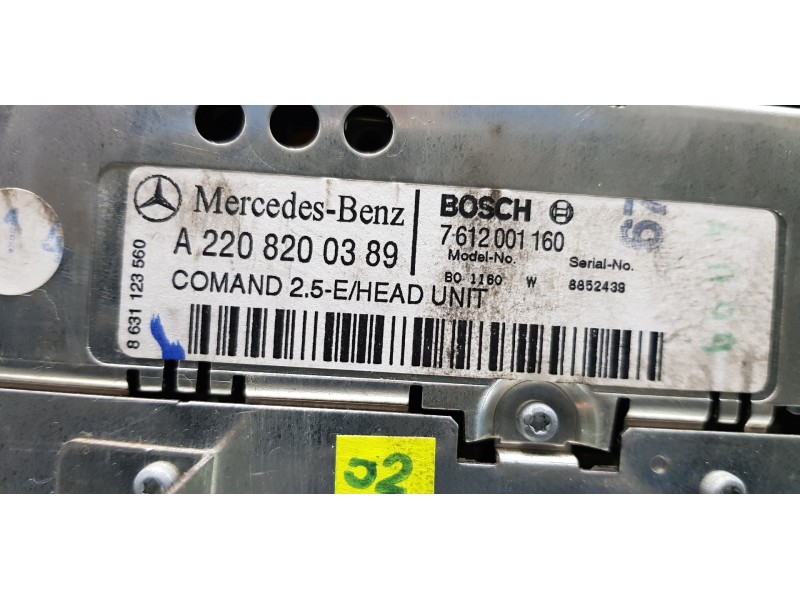 Mercedes-Benz
A 220 820 03 89
COMAND 2.5-E/HEAD UNIT
BOSCH
7 612 001 160
Model-No. Serial-No.
BO 1160 W 8852439
8 631 123 560
02